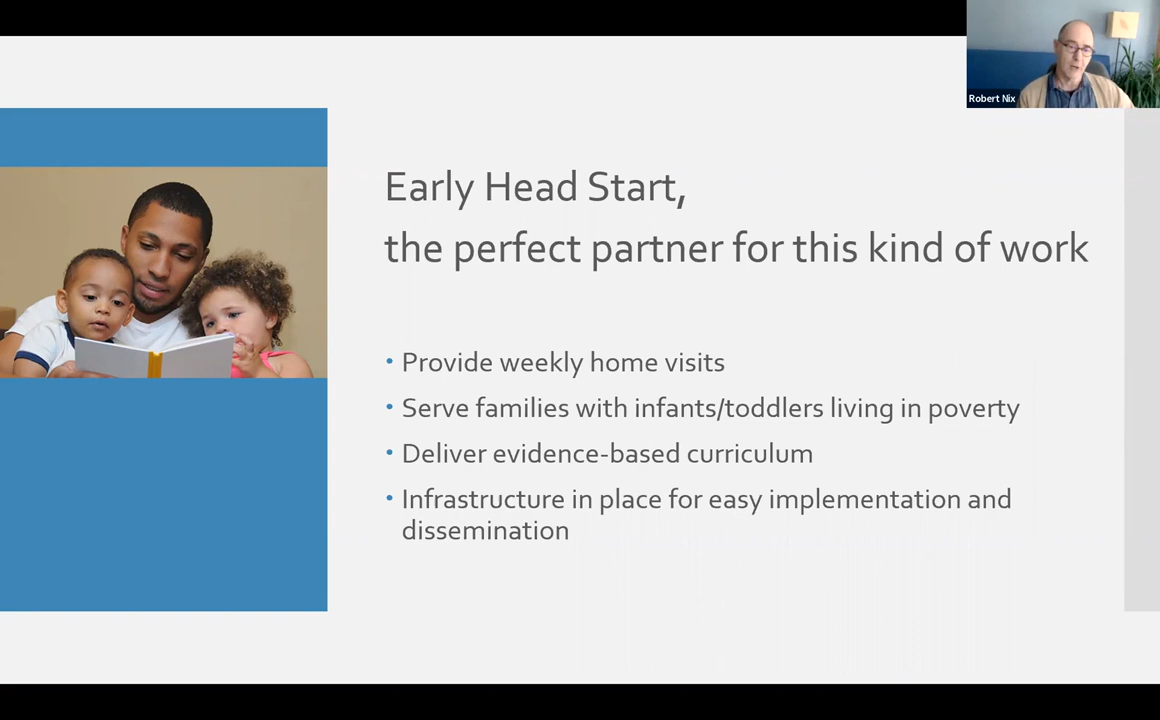 Robert Nix
Early Head Start,
the perfect partner for this kind of work
• Provide weekly home visits
• Serve families with infants/toddlers living in poverty
• Deliver evidence-based curriculum
• Infrastructure in place for easy implementation and
dissemination